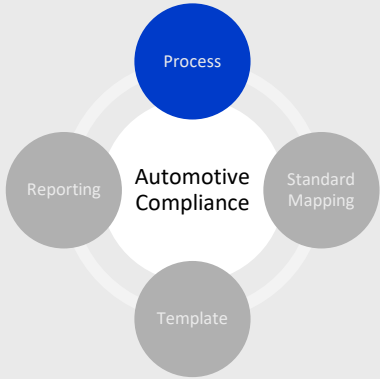 Process
Reporting
Automotive
Compliance
Standard
Mapping
Template